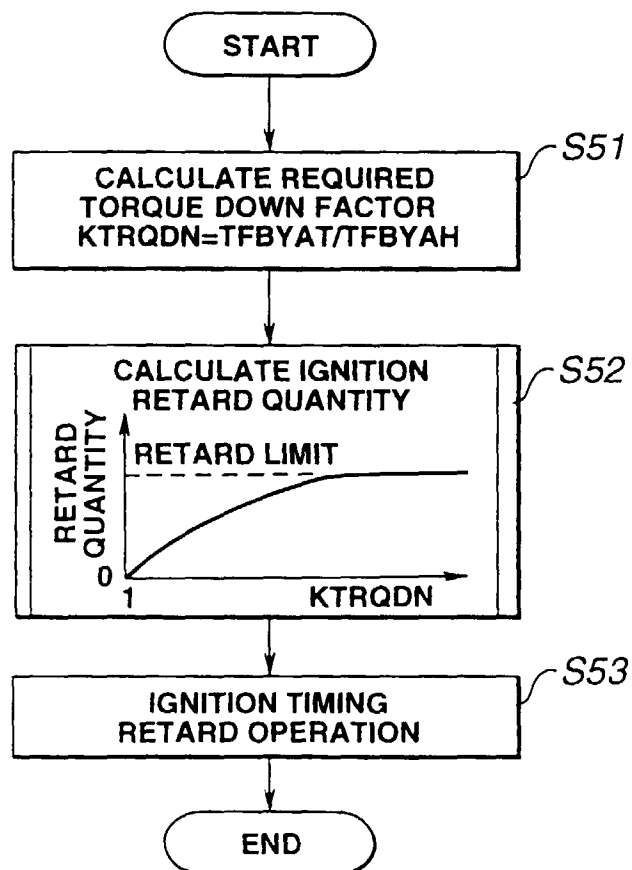 START
S51
CALCULATE REQUIRED
TORQUE DOWN FACTOR
KTRQDN=TFBYAT/TFBYAH
S52
CALCULATE IGNITION
RETARD QUANTITY
RETARD
QUANTITY
RETARD LIMIT
0
1
KTRQDN
S53
IGNITION TIMING
RETARD OPERATION
END